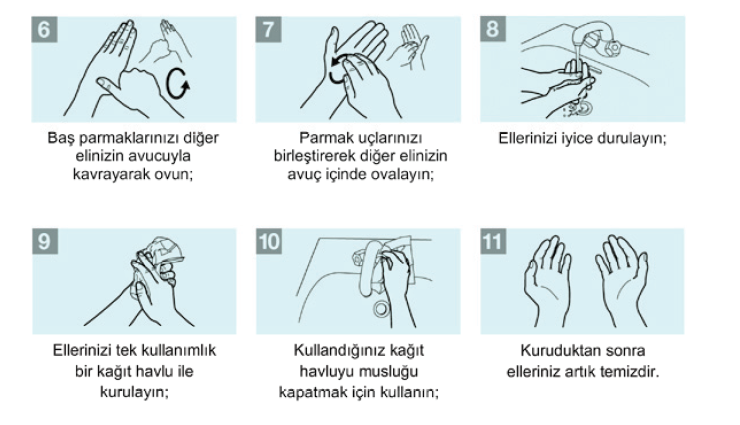 6
Baş parmaklarınızı diğer
elinizin avucuyla
kavrayarak ovun;
7
Parmak uçlarınızı
birleştirerek diğer elinizin
avuç içinde ovalayın;
8
Ellerinizi iyice durulayın;
9
Ellerinizi tek kullanımlık
bir kağıt havlu ile
kurulayın;
10
Kullandığınız kağıt
havluyu musluğu
kapatmak için kullanın;
11
Kuruduktan sonra
elleriniz artık temizdir.